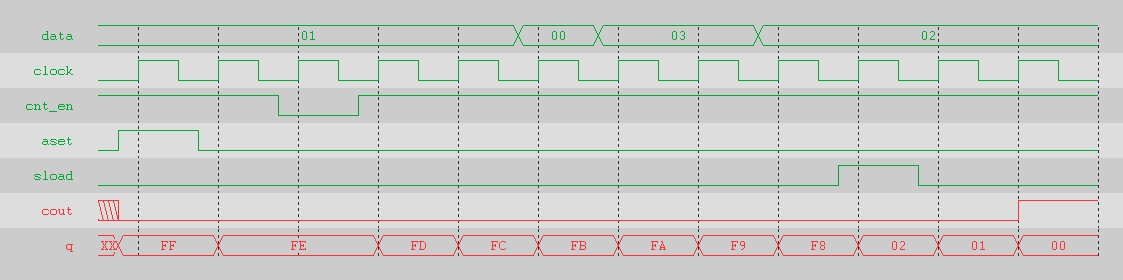 data 01 00 03 02
clock
cnt_en
aset
sload
cout
q XX FF FE FD FC FB FA F9 F8 02 01 00